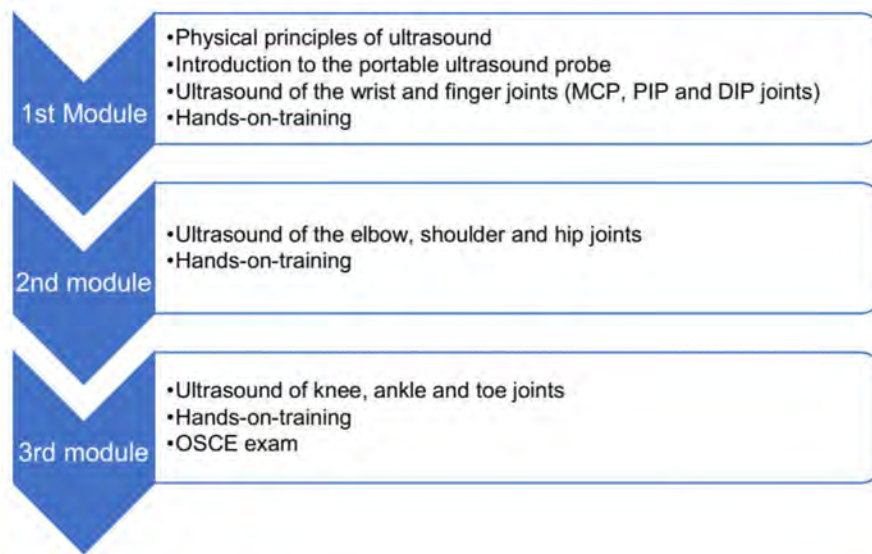 1st Module
•Physical principles of ultrasound
•Introduction to the portable ultrasound probe
•Ultrasound of the wrist and finger joints (MCP, PIP and DIP joints)
•Hands-on-training
2nd module
•Ultrasound of the elbow, shoulder and hip joints
•Hands-on-training
3rd module
•Ultrasound of knee, ankle and toe joints
•Hands-on-training
•OSCE exam